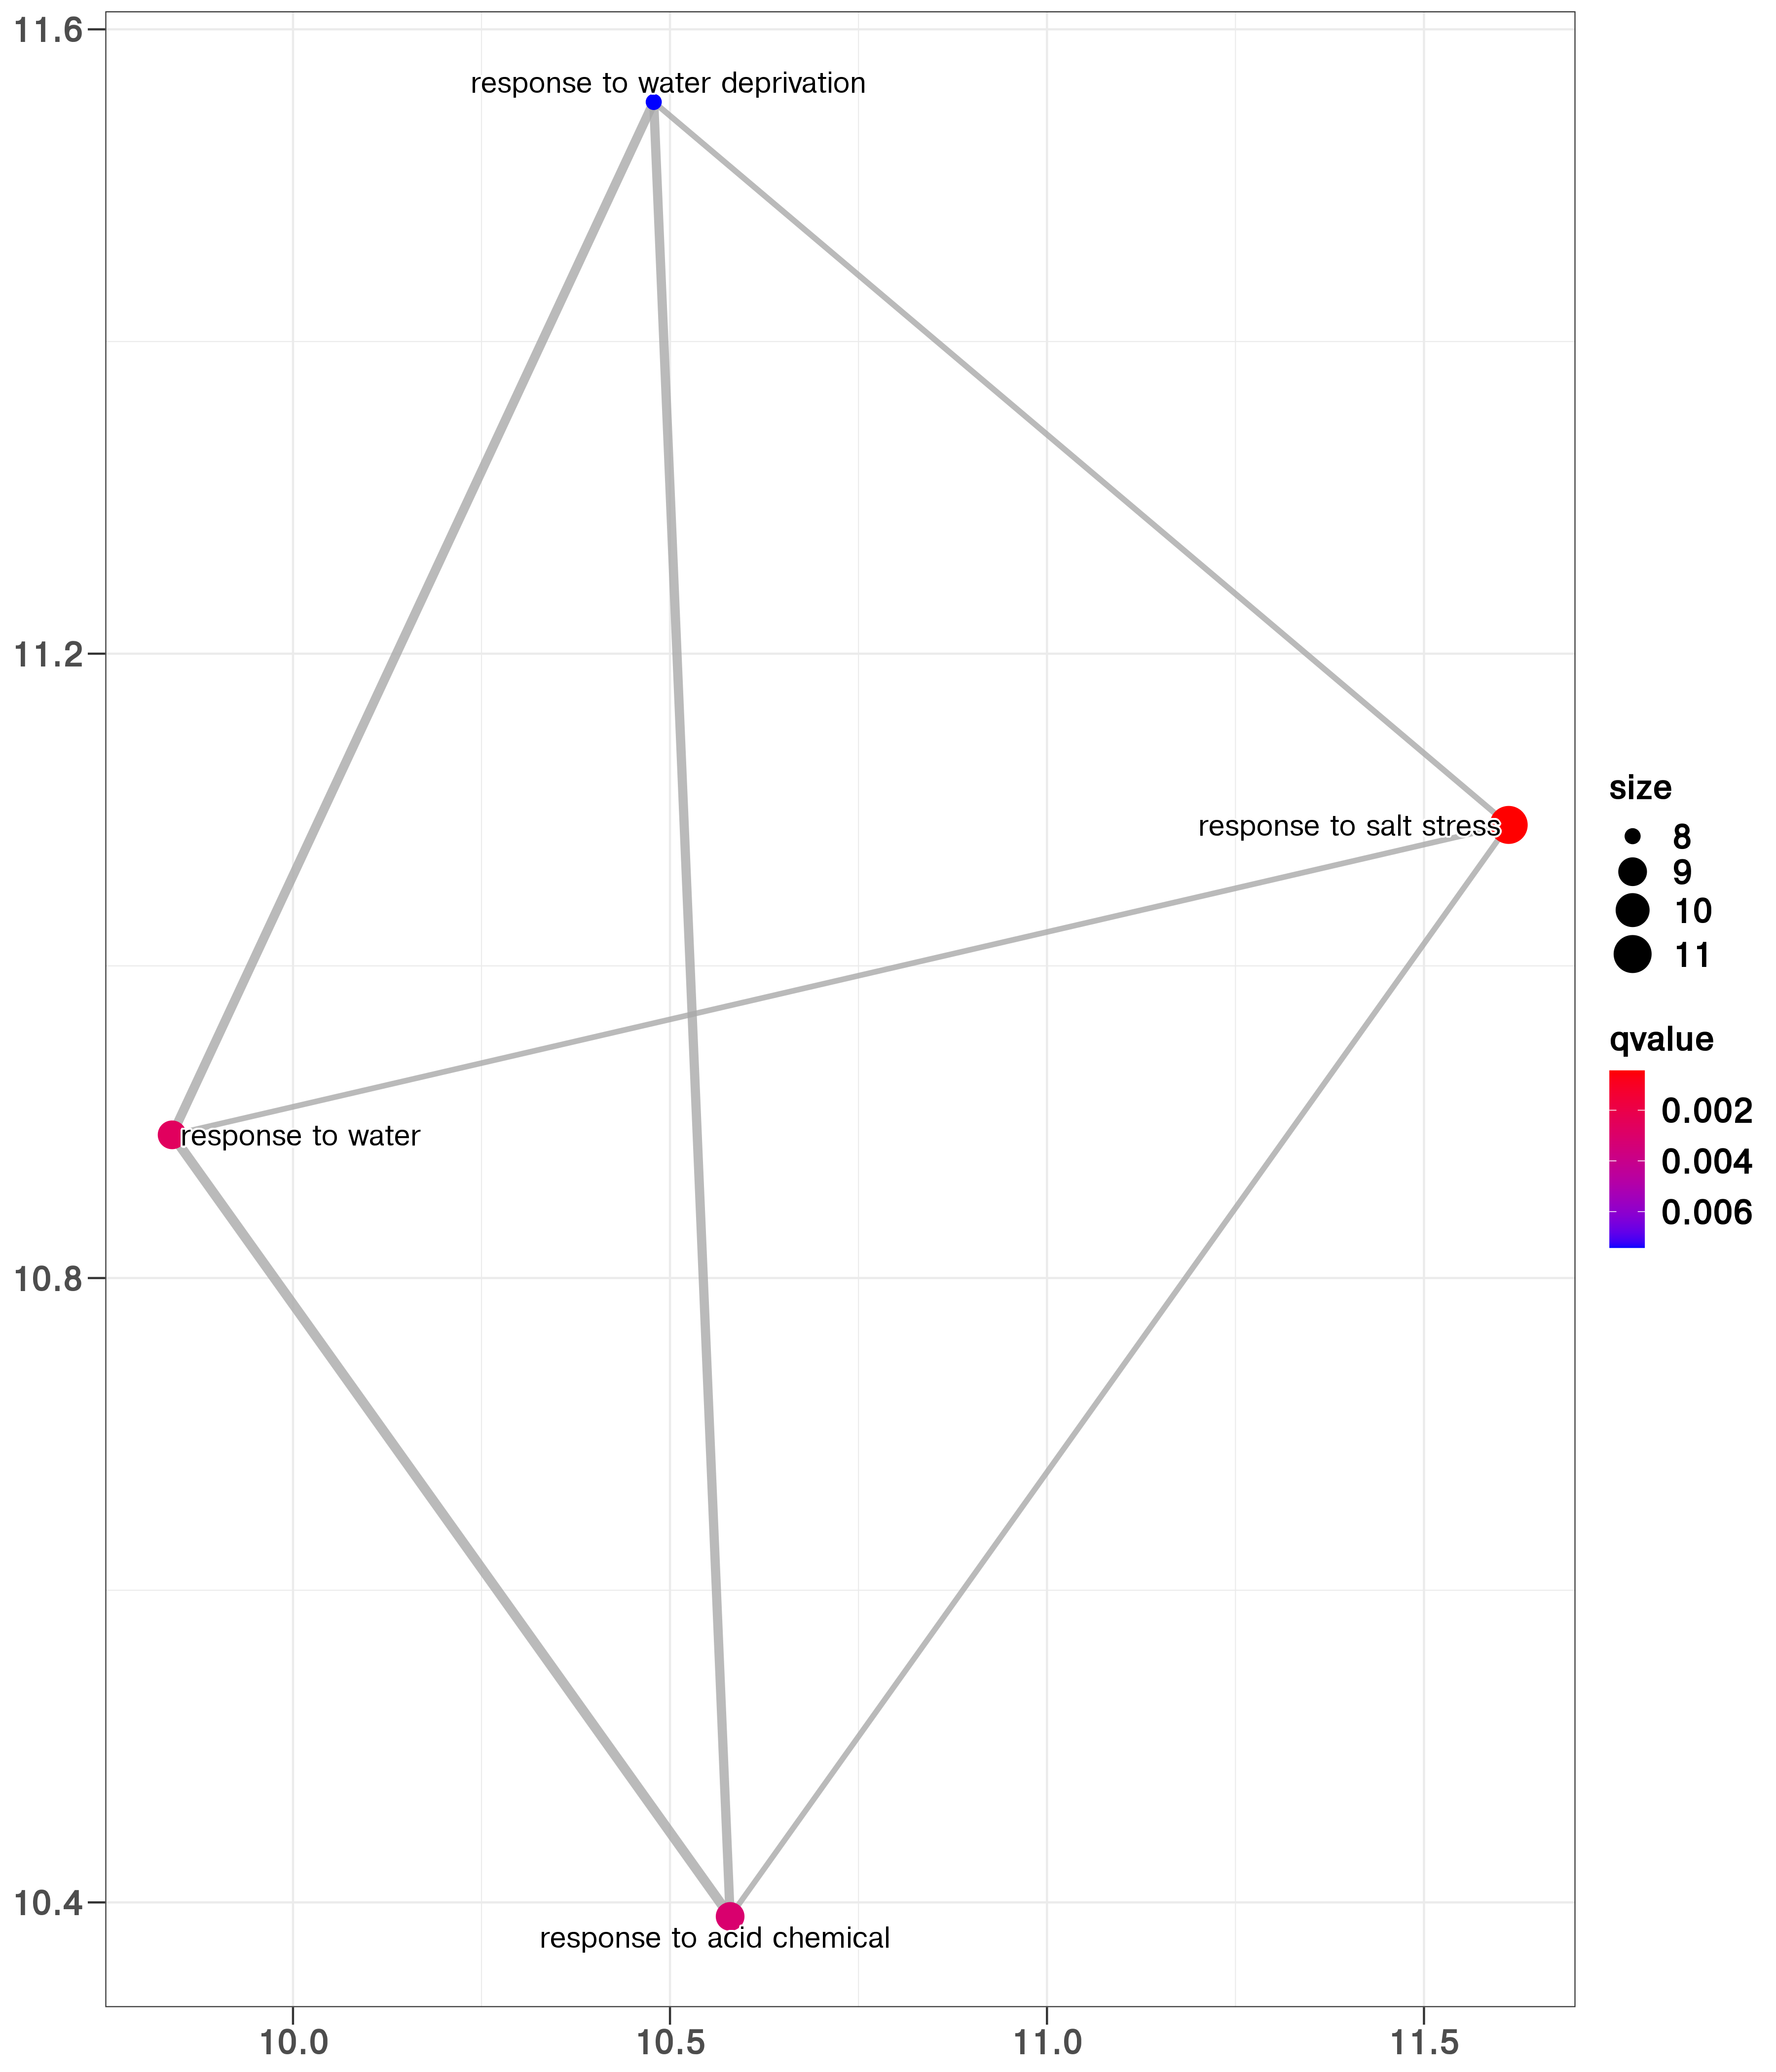 11.6
response to water deprivation
11.2
response to salt stress
size
8
9
10
11
qvalue
0.002
0.004
0.006
response to water
10.8
10.4
response to acid chemical
10.0
10.5
11.0
11.5